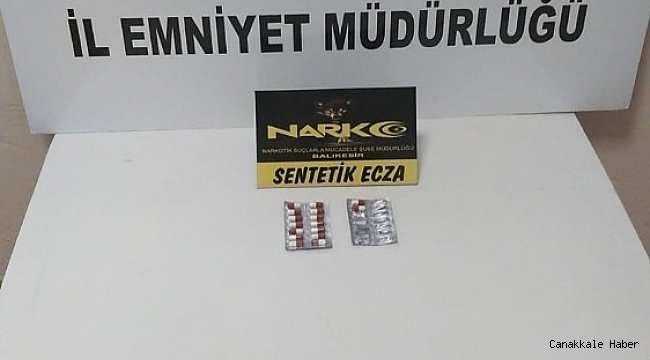 İL EMNİYET MÜDÜRLÜĞÜ
NARKO
NARKOTİK SUÇLARLA MÜCADELE ŞUBE MÜDÜRLÜĞÜ
BALIKESİR
SENTETİK ECZA
Canakkale Haber